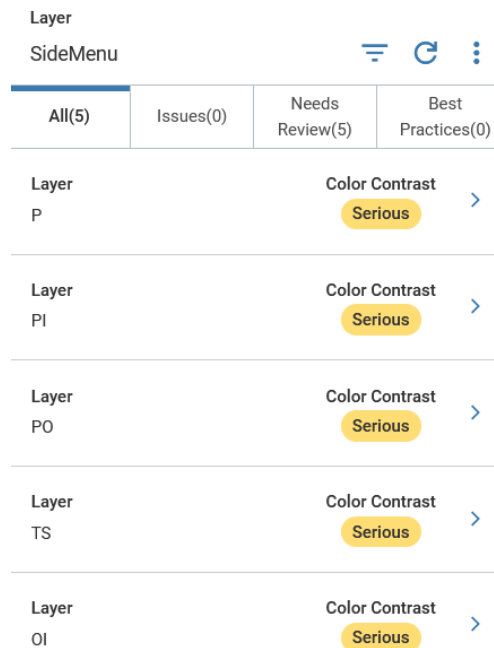 Layer
SideMenu
All(5)
Issues(0)
Needs
Review(5)
Best
Practices(0)
Layer
Color Contrast
P
Serious
Layer
Color Contrast
PI
Serious
Layer
Color Contrast
PO
Serious
Layer
Color Contrast
TS
Serious
Layer
Color Contrast
OI
Serious